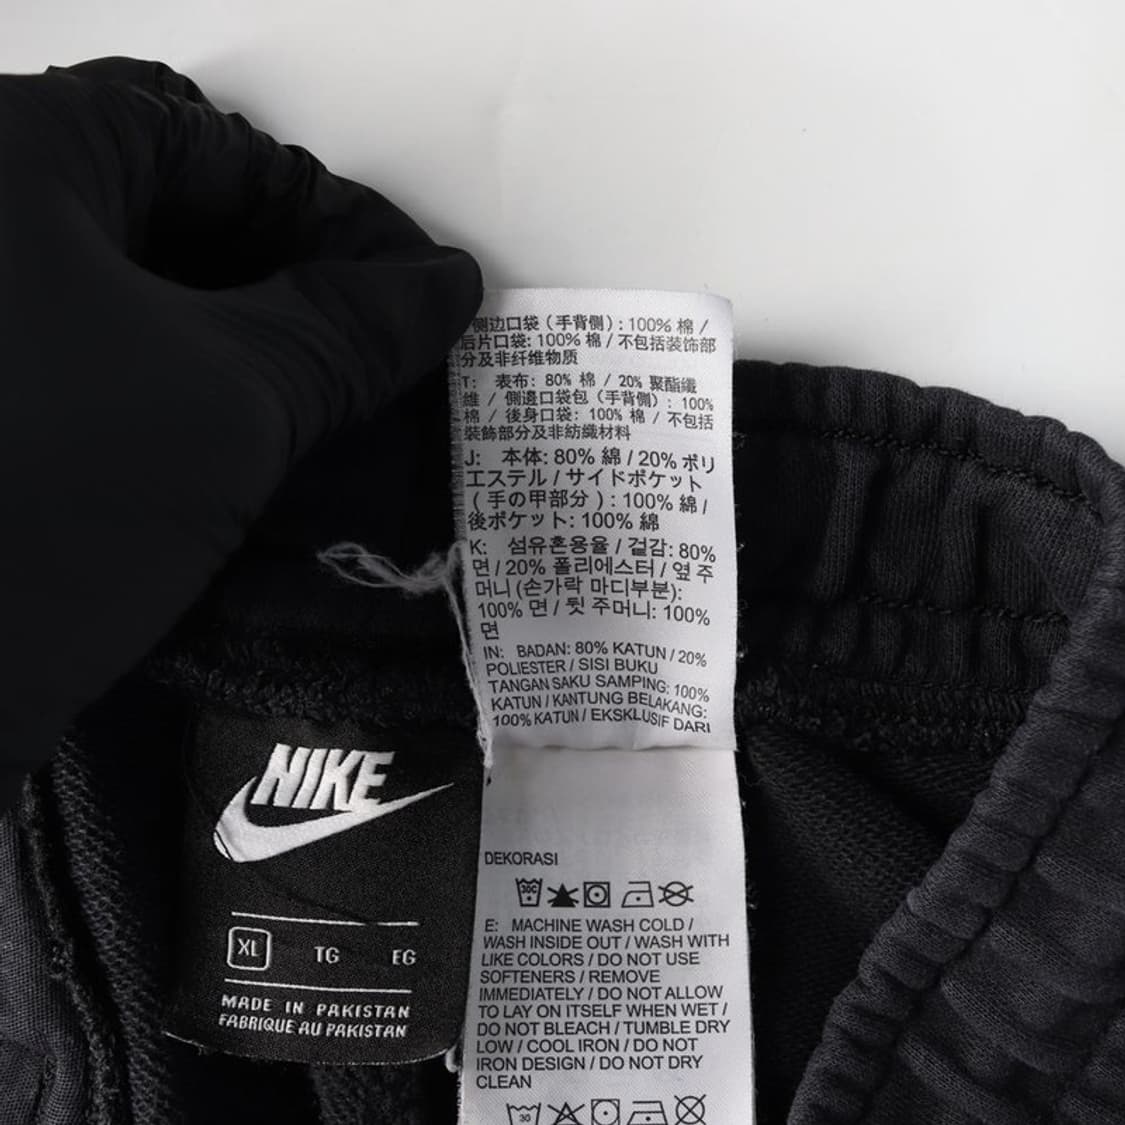 侧边口袋 (手背侧) : 100% 棉 /
后片口袋: 100% 棉 / 不包括装饰部
分及非纤维物质
T: 表布: 80% 棉 / 20% 聚酯纖
維 / 側邊口袋包 (手背側) : 100%
棉 / 後身口袋: 100% 棉 / 不包括
裝飾部分及非紡織材料
J: 本体: 80% 綿 / 20% ポリ
エステル / サイドポケット
( 手の甲部分 ) : 100% 綿 /
後ポケット: 100% 綿
K: 섬유혼용율 / 겉감: 80%
면 / 20% 폴리에스터 / 옆 주
머니 (손가락 마디부분):
100% 면 / 뒷 주머니: 100%
면
IN: BADAN: 80% KATUN / 20%
POLIESTER / SISI BUKU
TANGAN SAKU SAMPING: 100%
KATUN / KANTUNG BELAKANG:
100% KATUN / EKSKLUSIF DARI
NIKE
XL TG EG
MADE IN PAKISTAN
FABRIQUE AU PAKISTAN
DEKORASI
30C
E: MACHINE WASH COLD /
WASH INSIDE OUT / WASH WITH
LIKE COLORS / DO NOT USE
SOFTENERS / REMOVE
IMMEDIATELY / DO NOT ALLOW
TO LAY ON ITSELF WHEN WET /
DO NOT BLEACH / TUMBLE DRY
LOW / COOL IRON / DO NOT
IRON DESIGN / DO NOT DRY
CLEAN
30